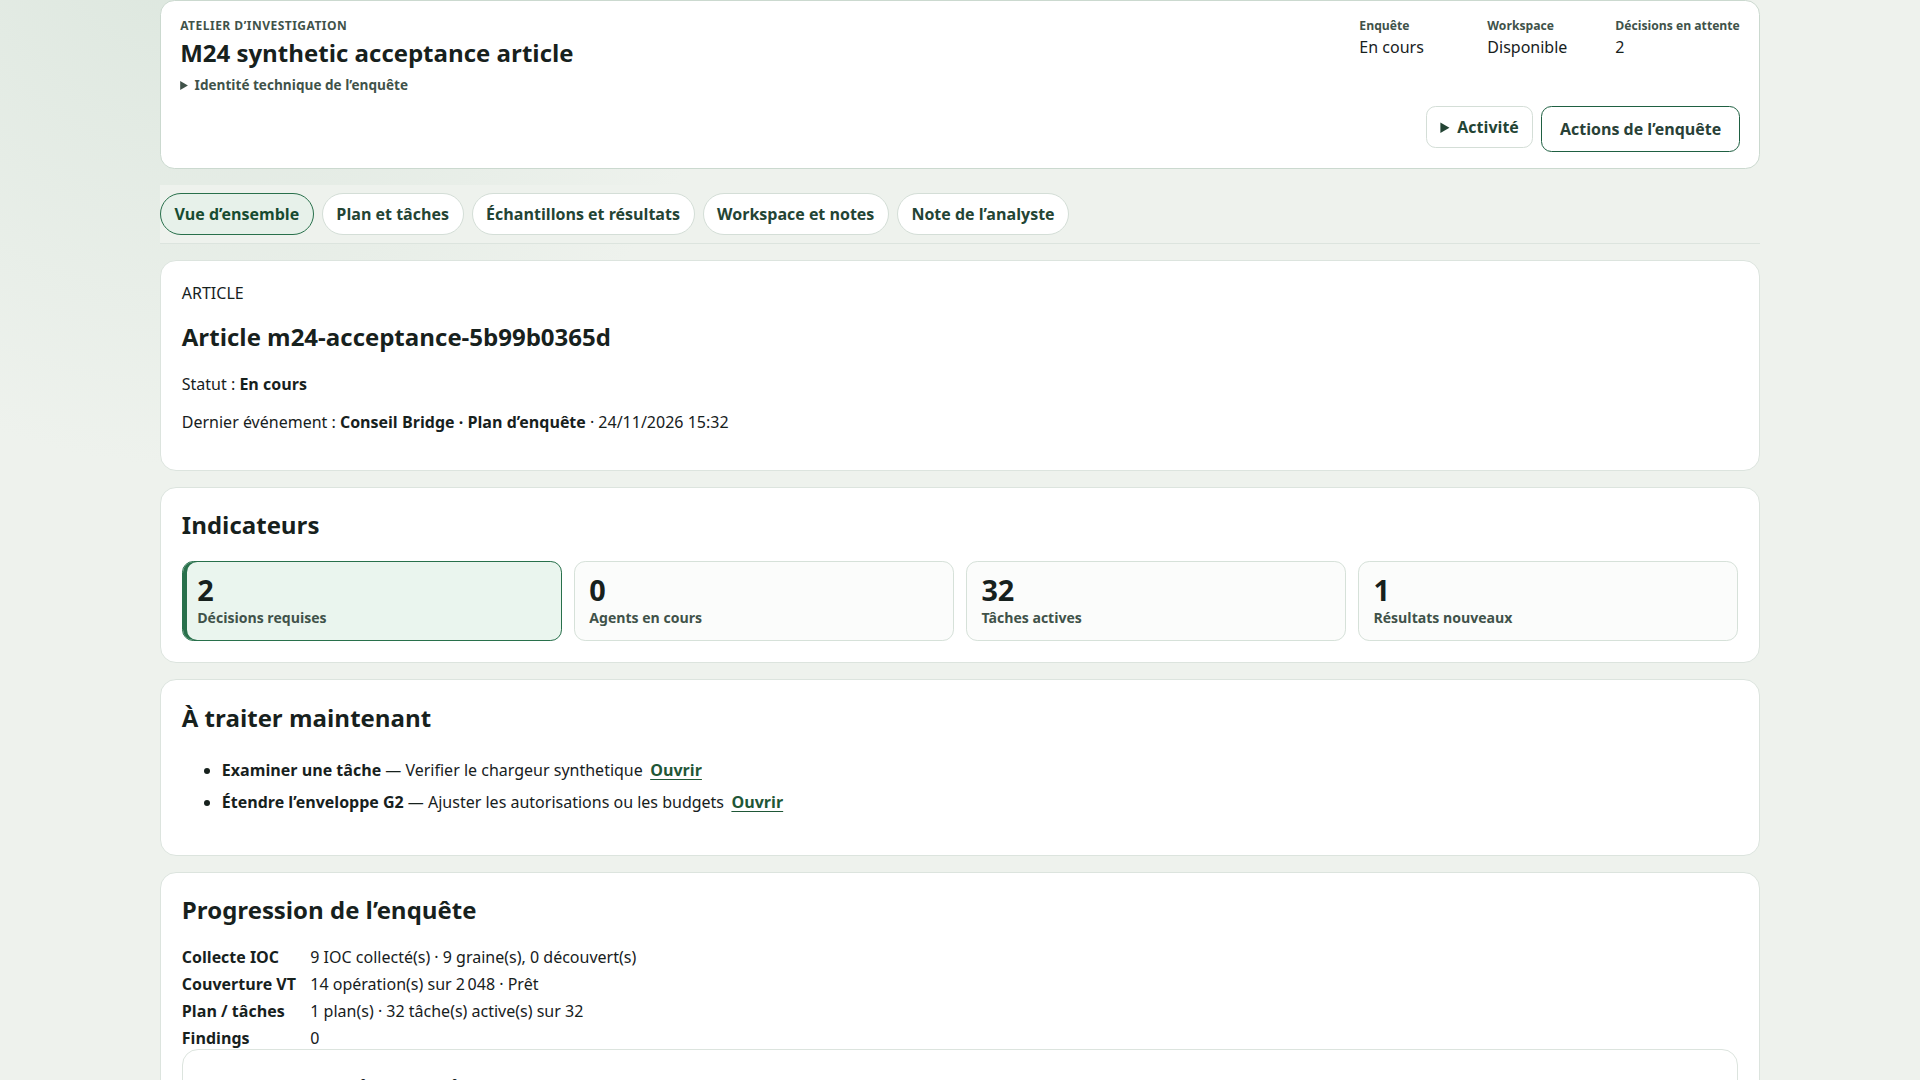 ATELIER D’INVESTIGATION
M24 synthetic acceptance article
Identité technique de l’enquête
Enquête
En cours
Workspace
Disponible
Décisions en attente
2
Activité
Actions de l’enquête
Vue d’ensemble
Plan et tâches
Échantillons et résultats
Workspace et notes
Note de l’analyste
ARTICLE
Article m24-acceptance-5b99b0365d
Statut : En cours
Dernier événement : Conseil Bridge · Plan d’enquête · 24/11/2026 15:32
Indicateurs
2
Décisions requises
0
Agents en cours
32
Tâches actives
1
Résultats nouveaux
À traiter maintenant
Examiner une tâche — Verifier le chargeur synthetique Ouvrir
Étendre l’enveloppe G2 — Ajuster les autorisations ou les budgets Ouvrir
Progression de l’enquête
Collecte IOC 9 IOC collecté(s) · 9 graine(s), 0 découvert(s)
Couverture VT 14 opération(s) sur 2 048 · Prêt
Plan / tâches 1 plan(s) · 32 tâche(s) active(s) sur 32
Findings 0